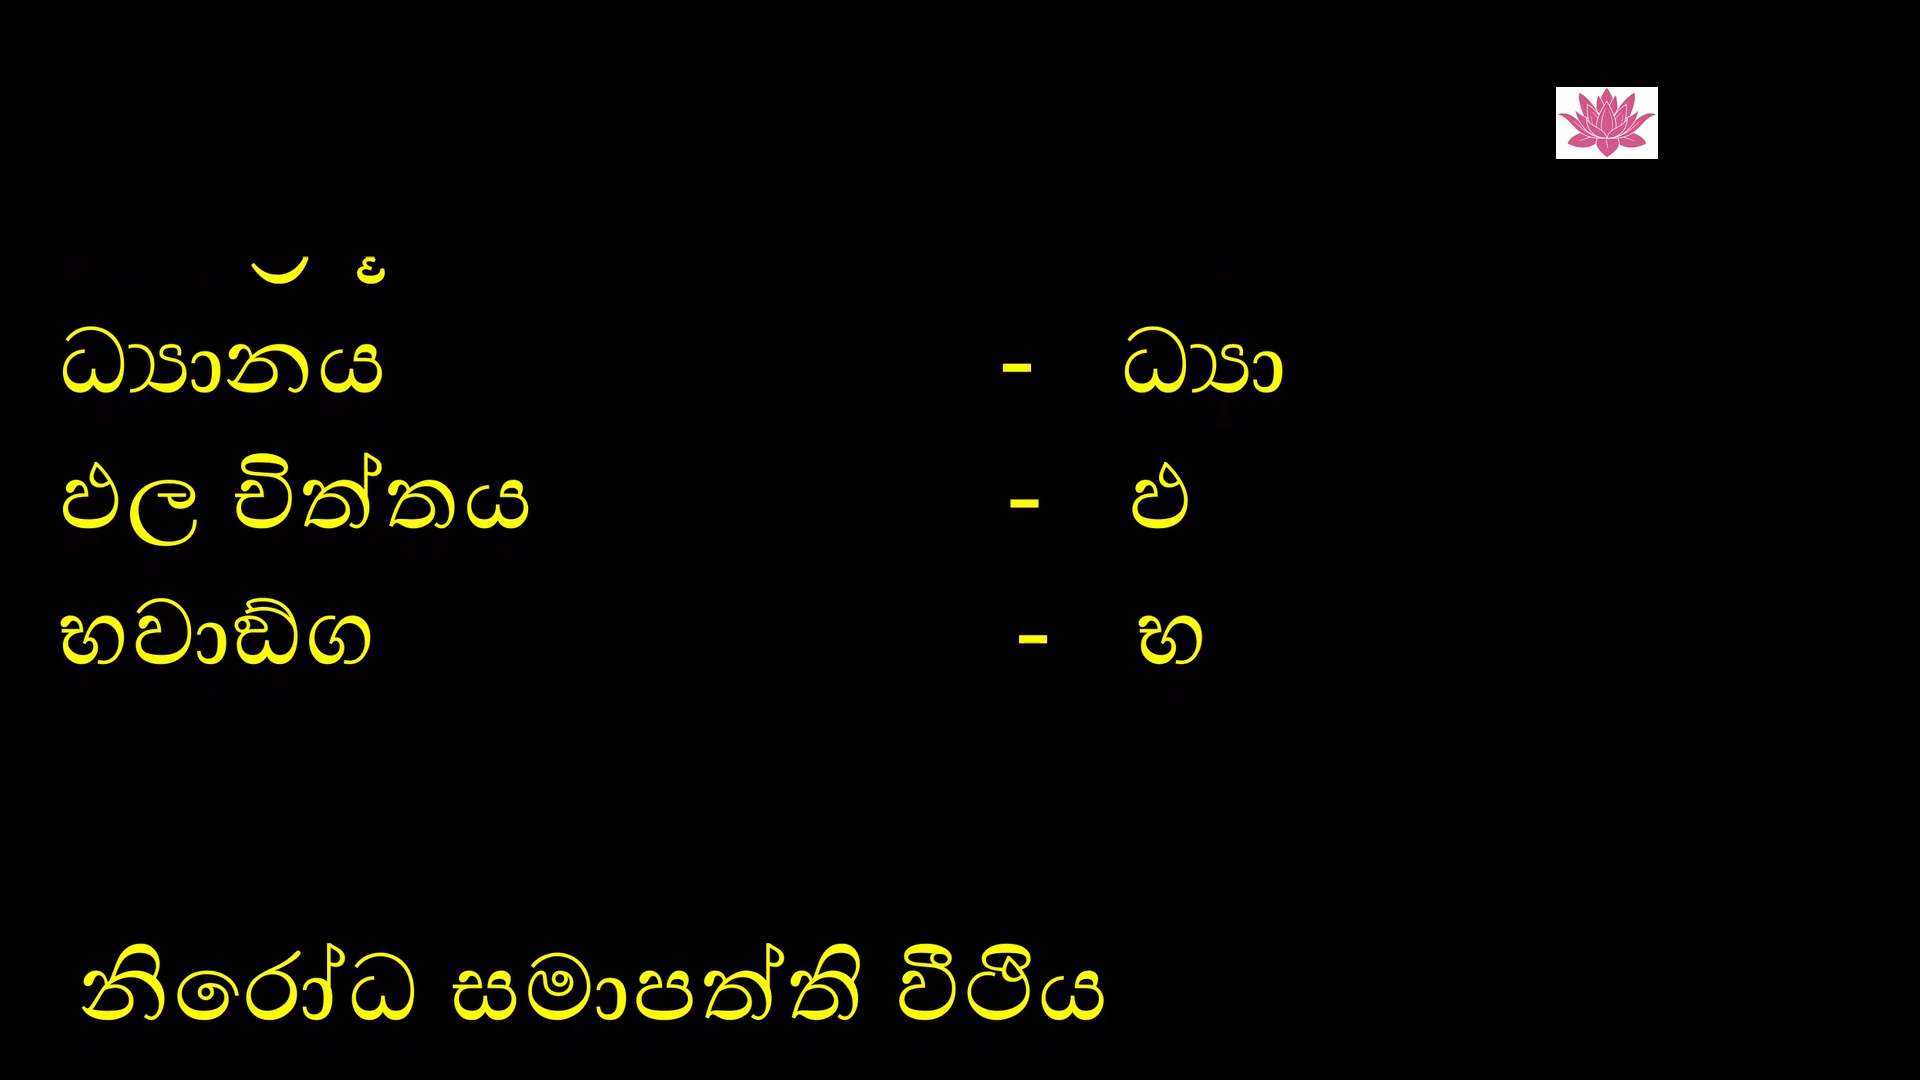 ධ්‍යානය - ධ්‍යා
ඵල චිත්තය - ඵ
භවාඞ්ග - භ
නිරෝධ සමාපත්ති වීථිය